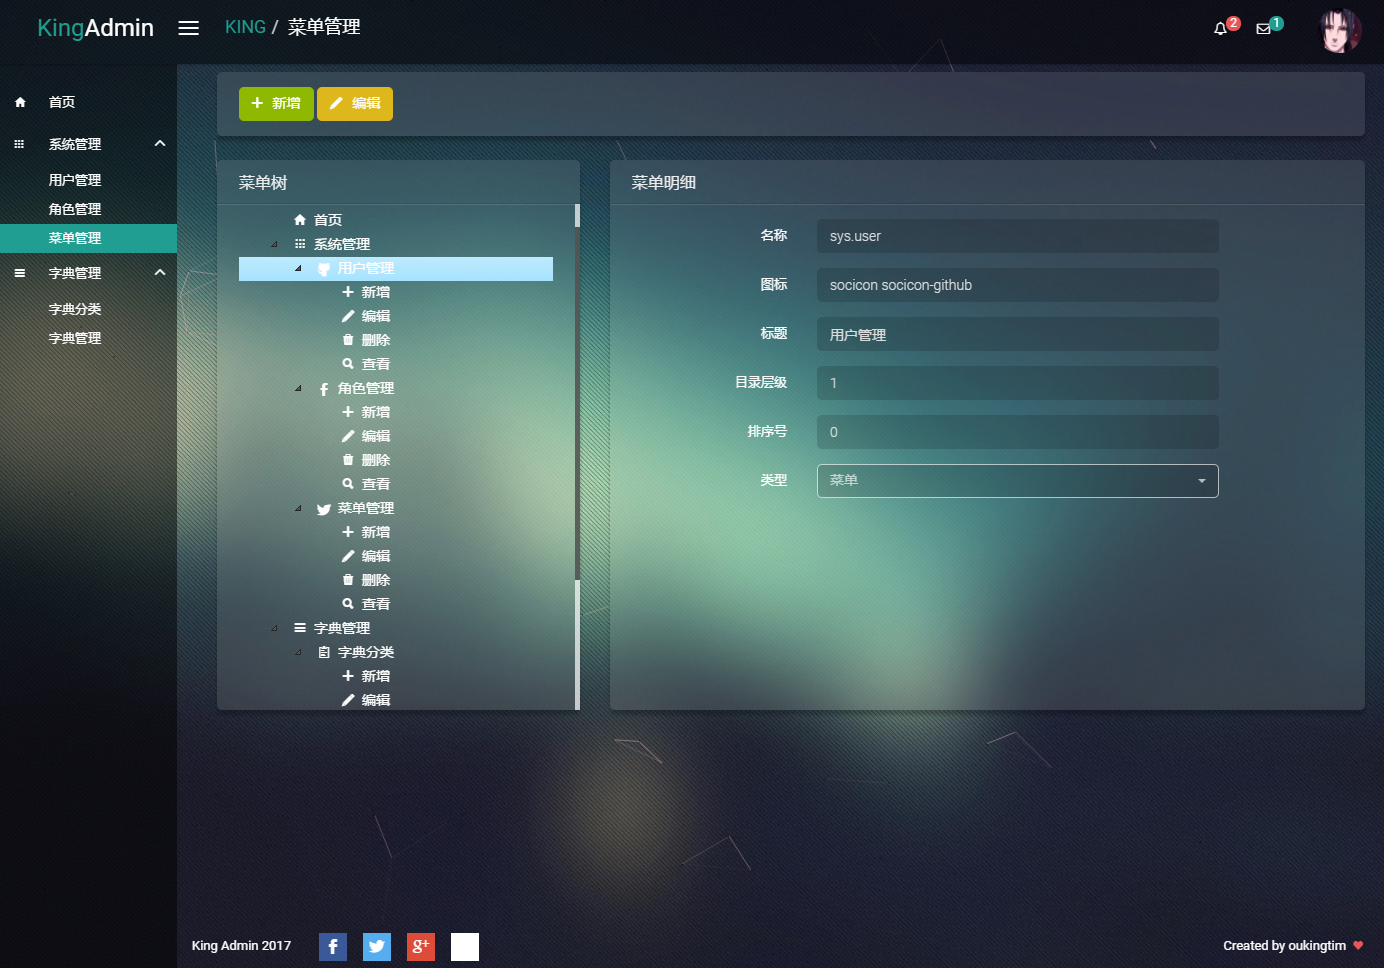 KingAdmin
KING / 菜单管理
2
1
首页
系统管理
用户管理
角色管理
菜单管理
字典管理
字典分类
字典管理
新增
编辑
菜单树
首页
系统管理
用户管理
新增
编辑
删除
查看
角色管理
新增
编辑
删除
查看
菜单管理
新增
编辑
删除
查看
字典管理
字典分类
新增
编辑
菜单明细
名称 sys.user
图标 socicon socicon-github
标题 用户管理
目录层级 1
排序号 0
类型 菜单
King Admin 2017
Created by oukingtim